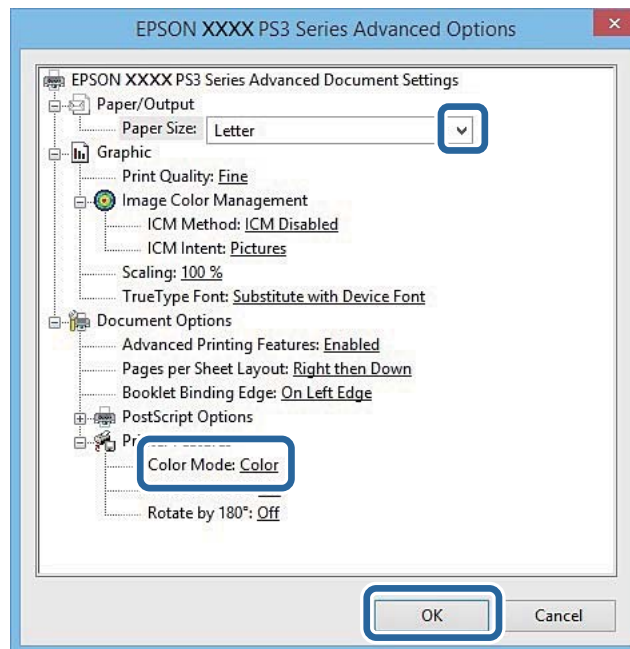 EPSON XXXX PS3 Series Advanced Options
EPSON XXXX PS3 Series Advanced Document Settings
Paper/Output
Paper Size: Letter
Graphic
Print Quality: Fine
Image Color Management
ICM Method: ICM Disabled
ICM Intent: Pictures
Scaling: 100 %
TrueType Font: Substitute with Device Font
Document Options
Advanced Printing Features: Enabled
Pages per Sheet Layout: Right then Down
Booklet Binding Edge: On Left Edge
PostScript Options
Color Mode: Color
Rotate by 180°: Off
OK Cancel